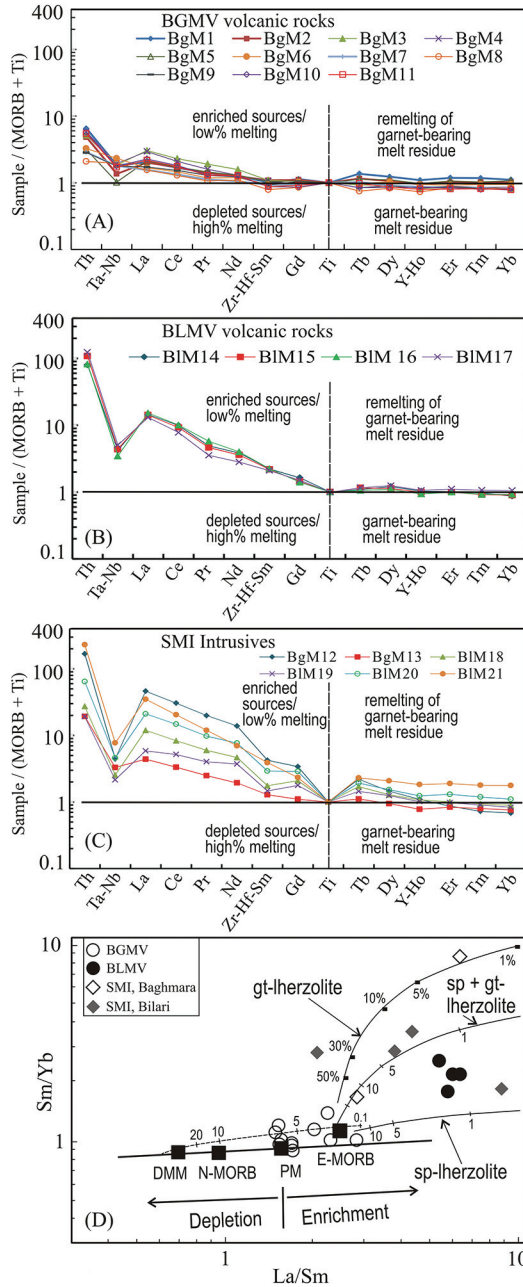 400
BGMV volcanic rocks
BgM1 BgM2 BgM3 BgM4
BgM5 BgM6 BgM7 BgM8
BgM9 BgM10 BgM11
Sample / (MORB + Ti)
10
1
0.1
enriched sources/
low% melting
remelting of
garnet-bearing
melt residue
depleted sources/
high% melting
garnet-bearing
melt residue
(A)
Th Ta-Nb La Ce Pr Nd Zr-Hf-Sm Gd Ti Tb Dy Y-Ho Er Tm Yb
400
BLMV volcanic rocks
BlM14 BlM15 BlM 16 BlM17
Sample / (MORB + Ti)
100
10
1
0.1
enriched sources/
low% melting
remelting of
garnet-bearing
melt residue
depleted sources/
high% melting
garnet-bearing
melt residue
(B)
Th Ta-Nb La Ce Pr Nd Zr-Hf-Sm Gd Ti Tb Dy Y-Ho Er Tm Yb
400
SMI Intrusives
BgM12 BgM13 BlM18
BlM19 BlM20 BlM21
Sample / (MORB + Ti)
100
10
1
0.1
enriched
sources/
low% melting
remelting of
garnet-bearing
melt residue
depleted sources/
high% melting
garnet-bearing
melt residue
(C)
Th Ta-Nb La Ce Pr Nd Zr-Hf-Sm Gd Ti Tb Dy Y-Ho Er Tm Yb
10
BGMV
BLMV
SMI, Baghmara
SMI, Bilari
gt-lherzolite
1%
5%
10%
30%
50%
sp + gt-
lherzolite
1
5
10
0.1
5
10
20
10
5
1
sp-lherzolite
Sm/Yb
1
DMM N-MORB PM E-MORB
Depletion Enrichment
(D)
1 10
La/Sm